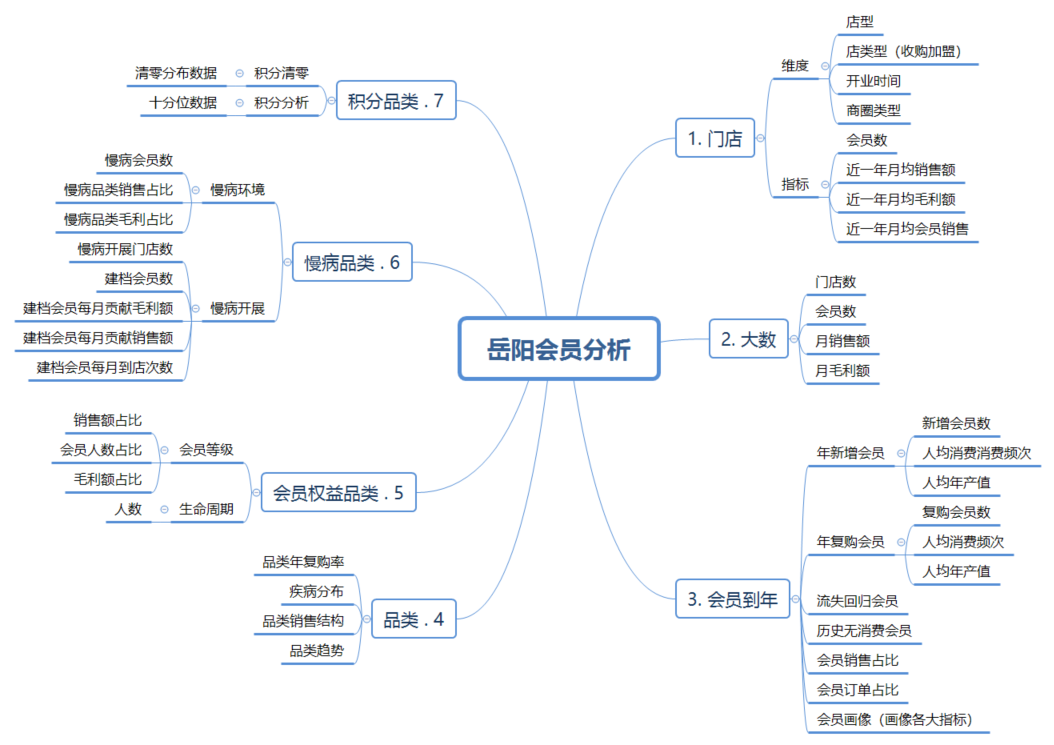 岳阳会员分析
1. 门店
维度
店型
店类型（收购加盟）
开业时间
商圈类型
指标
会员数
近一年月均销售额
近一年月均毛利额
近一年月均会员销售
2. 大数
门店数
会员数
月销售额
月毛利额
3. 会员到年
年新增会员
新增会员数
人均消费消费频次
人均年产值
年复购会员
复购会员数
人均消费频次
人均年产值
流失回归会员
历史无消费会员
会员销售占比
会员订单占比
会员画像（画像各大指标）
品类 . 4
品类年复购率
疾病分布
品类销售结构
品类趋势
会员权益品类 . 5
会员等级
销售额占比
会员人数占比
毛利额占比
生命周期
人数
慢病品类 . 6
慢病环境
慢病会员数
慢病品类销售占比
慢病品类毛利占比
慢病开展
慢病开展门店数
建档会员数
建档会员每月贡献毛利额
建档会员每月贡献销售额
建档会员每月到店次数
积分品类 . 7
积分清零
清零分布数据
积分分析
十分位数据